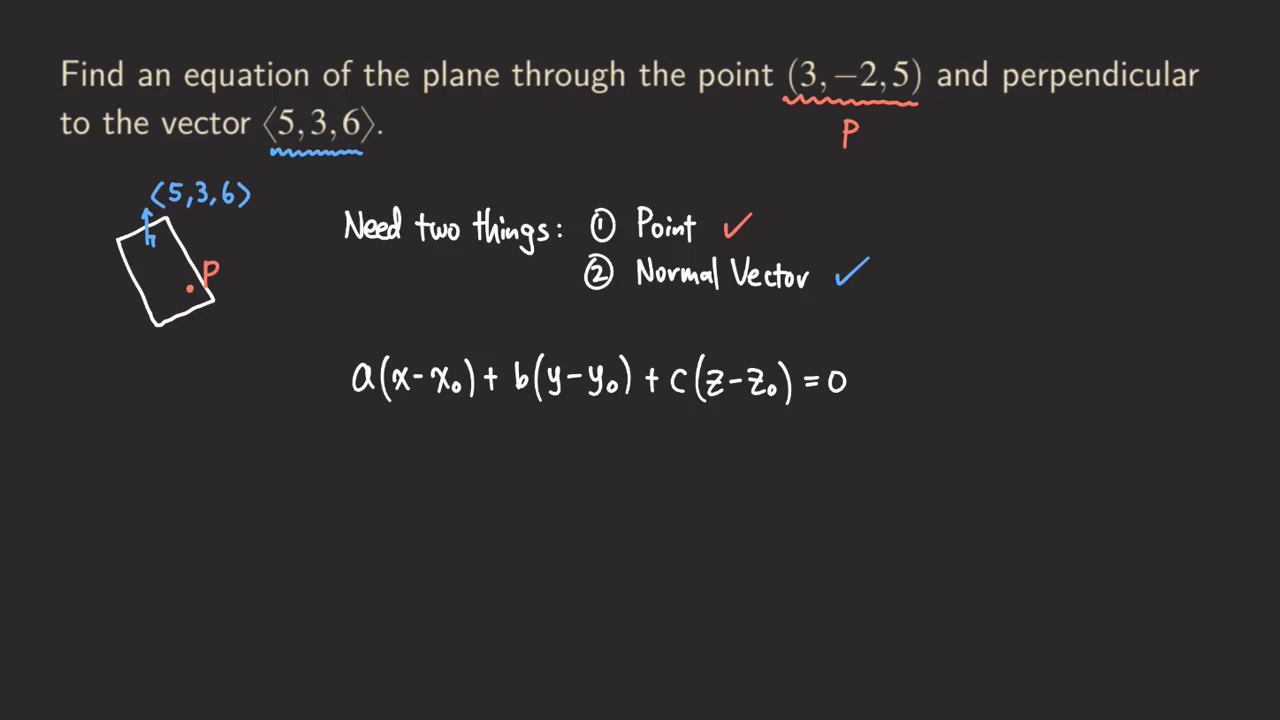 Find an equation of the plane through the point (3, −2, 5) and perpendicular
to the vector ⟨5, 3, 6⟩.
P
⟨5,3,6⟩
P
Need two things: ① Point ✓
② Normal Vector ✓
a(x-x₀) + b(y-y₀) + c(z-z₀) = 0